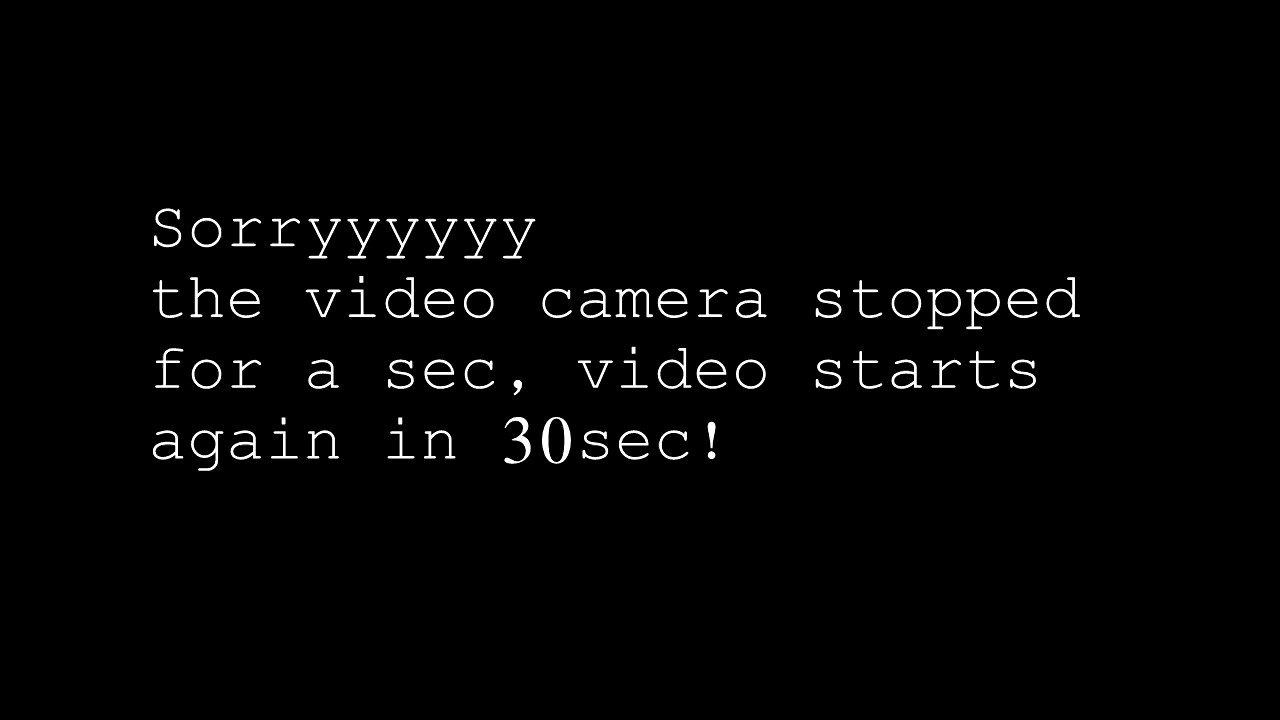 Sorryyyyyy
the video camera stopped
for a sec, video starts
again in 30sec!